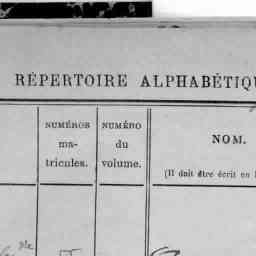 RÉPERTOIRE ALPHABÉTIQU
NUMÉROS
ma-
tricules.
NUMÉRO
du
volume.
NOM.
(Il doit être écrit en